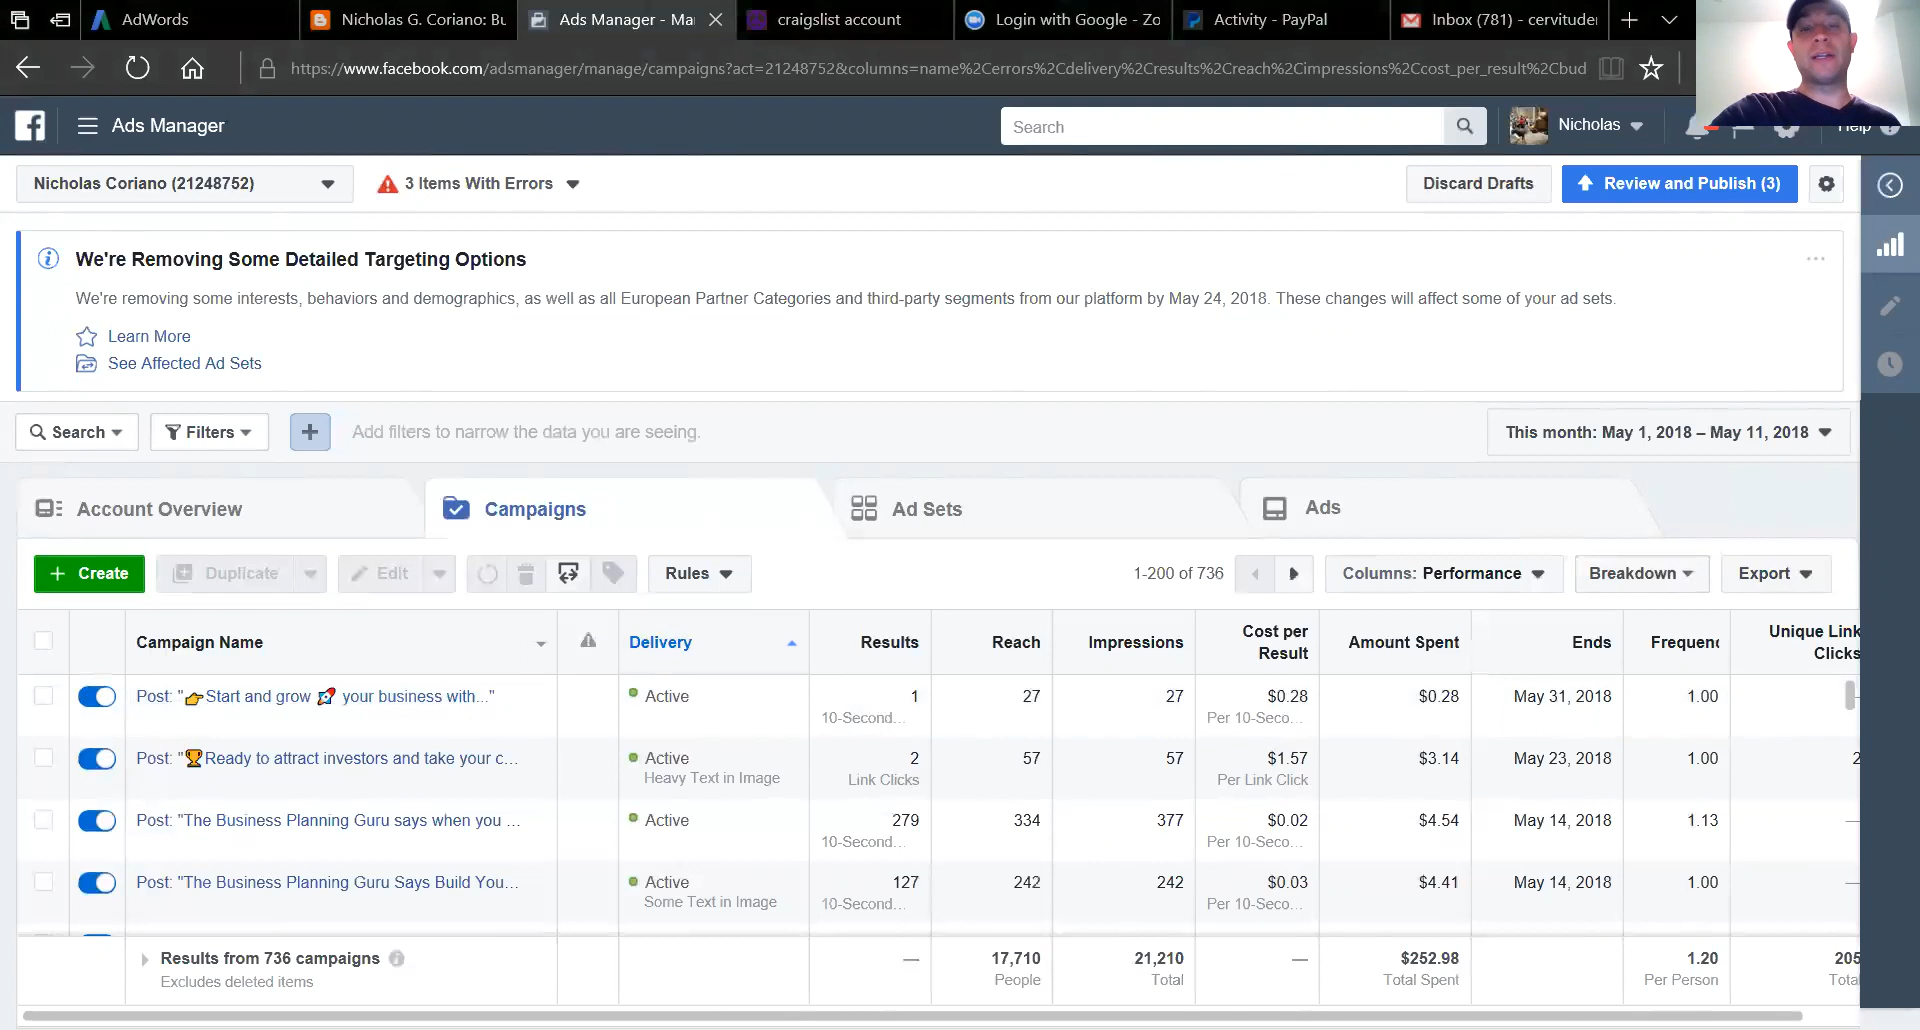 AdWords
Nicholas G. Coriano: Bu
Ads Manager - Ma
craigslist account
Login with Google - Zo
Activity - PayPal
Inbox (781) - cervituder
https://www.facebook.com/adsmanager/manage/campaigns?act=21248752&columns=name%2Cerrors%2Cdelivery%2Cresults%2Creach%2Cimpressions%2Ccost_per_result%2Cbud
Ads Manager
Search
Nicholas
Help
Nicholas Coriano (21248752)
3 Items With Errors
Discard Drafts
Review and Publish (3)
We're Removing Some Detailed Targeting Options
We're removing some interests, behaviors and demographics, as well as all European Partner Categories and third-party segments from our platform by May 24, 2018. These changes will affect some of your ad sets.
Learn More
See Affected Ad Sets
Search
Filters
Add filters to narrow the data you are seeing.
This month: May 1, 2018 – May 11, 2018
Account Overview
Campaigns
Ad Sets
Ads
+ Create
Duplicate
Edit
Rules
1-200 of 736
Columns: Performance
Breakdown
Export
Campaign Name
Delivery
Results
Reach
Impressions
Cost per Result
Amount Spent
Ends
Frequenc
Unique Link Clicks
Post: "👉Start and grow 🚀 your business with..."
Active
1
10-Second...
27
27
$0.28
Per 10-Seco...
$0.28
May 31, 2018
1.00
—
Post: "🏆Ready to attract investors and take your c...
Active
Heavy Text in Image
2
Link Clicks
57
57
$1.57
Per Link Click
$3.14
May 23, 2018
1.00
2
Post: "The Business Planning Guru says when you ...
Active
279
10-Second...
334
377
$0.02
Per 10-Seco...
$4.54
May 14, 2018
1.13
—
Post: "The Business Planning Guru Says Build You...
Active
Some Text in Image
127
10-Second...
242
242
$0.03
Per 10-Seco...
$4.41
May 14, 2018
1.00
—
Results from 736 campaigns
Excludes deleted items
—
17,710
People
21,210
Total
—
$252.98
Total Spent
1.20
Per Person
205
Tota